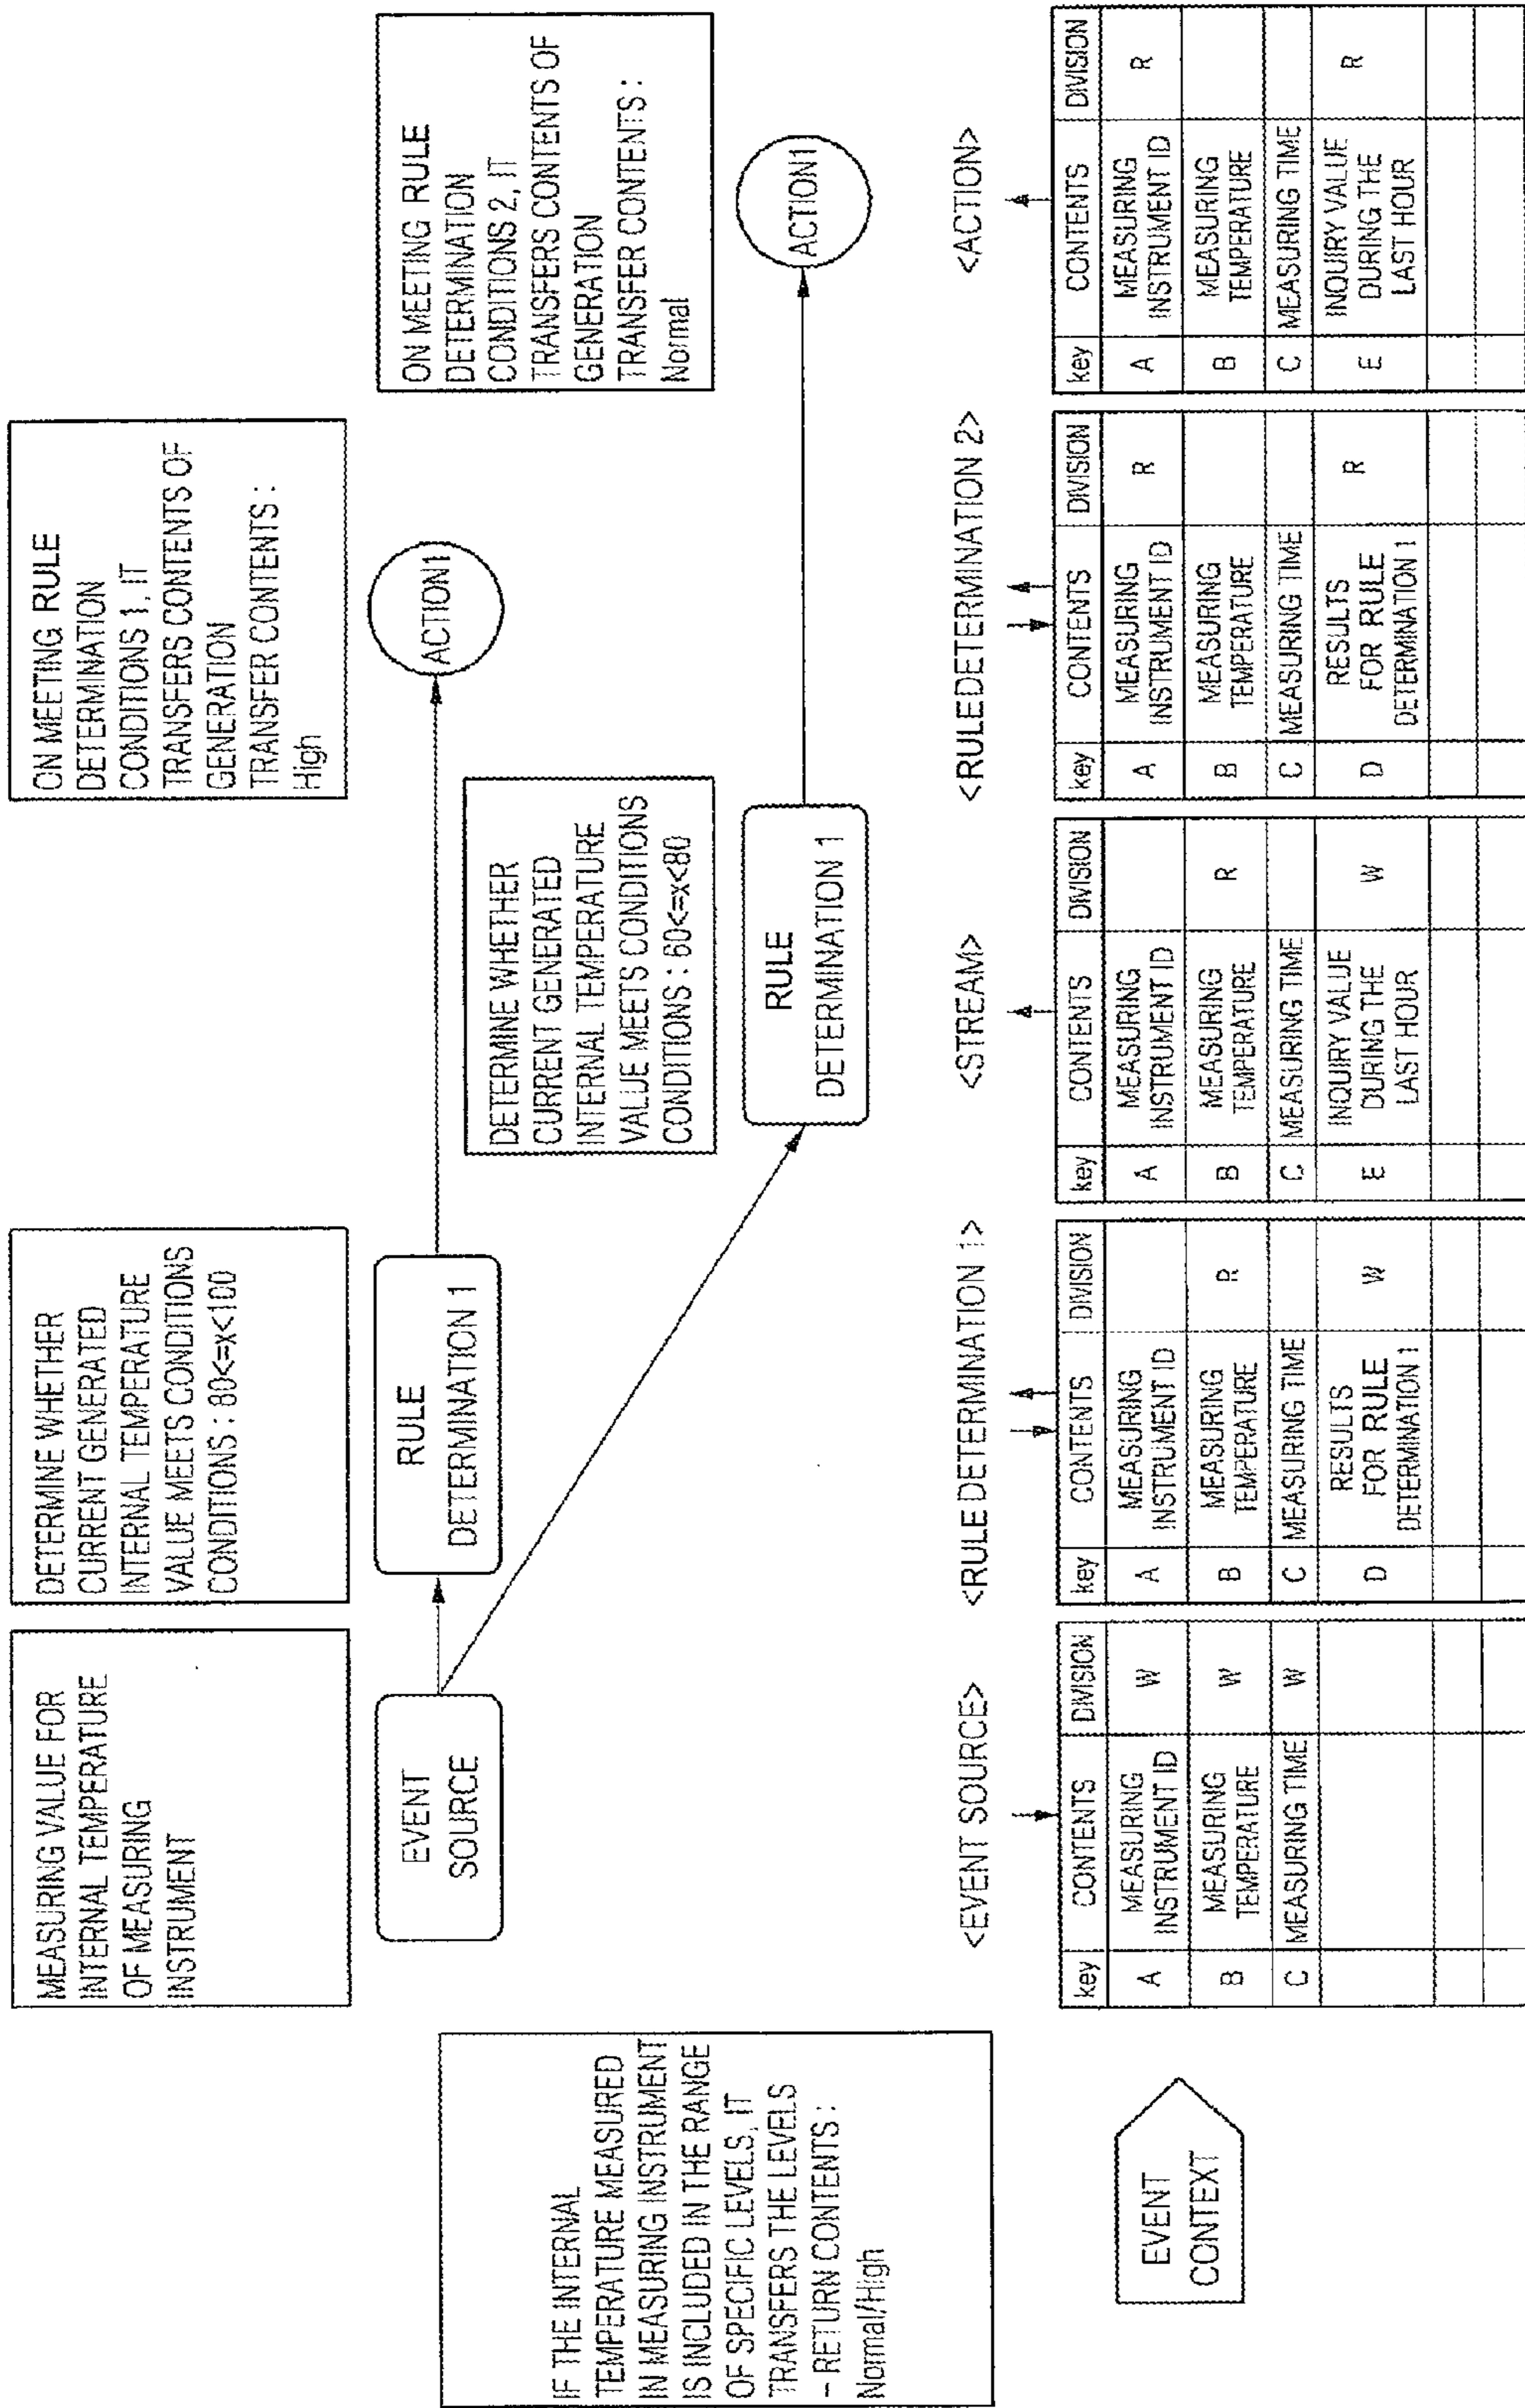 IF THE INTERNAL
TEMPERATURE MEASURED
IN MEASURING INSTRUMENT
IS INCLUDED IN THE RANGE
OF SPECIFIC LEVELS, IT
TRANSFERS THE LEVELS
- RETURN CONTENTS :
Normal/High
MEASURING VALUE FOR
INTERNAL TEMPERATURE
OF MEASURING
INSTRUMENT
DETERMINE WHETHER
CURRENT GENERATED
INTERNAL TEMPERATURE
VALUE MEETS CONDITIONS
CONDITIONS : 80<=x<100
ON MEETING RULE
DETERMINATION
CONDITIONS 1, IT
TRANSFERS CONTENTS OF
GENERATION
TRANSFER CONTENTS :
High
EVENT
SOURCE
RULE
DETERMINATION 1
ACTION1
DETERMINE WHETHER
CURRENT GENERATED
INTERNAL TEMPERATURE
VALUE MEETS CONDITIONS
CONDITIONS : 60<=x<80
ON MEETING RULE
DETERMINATION
CONDITIONS 2, IT
TRANSFERS CONTENTS OF
GENERATION
TRANSFER CONTENTS :
Normal
RULE
DETERMINATION 1
ACTION1
EVENT
CONTEXT
<EVENT SOURCE>
key CONTENTS DIVISION
A MEASURING INSTRUMENT ID W
B MEASURING TEMPERATURE W
C MEASURING TIME W
<RULE DETERMINATION 1>
key CONTENTS DIVISION
A MEASURING INSTRUMENT ID
B MEASURING TEMPERATURE R
C MEASURING TIME
D RESULTS FOR RULE DETERMINATION 1 W
<STREAM>
key CONTENTS DIVISION
A MEASURING INSTRUMENT ID
B MEASURING TEMPERATURE R
C MEASURING TIME
E INQUIRY VALUE DURING THE LAST HOUR W
<RULE DETERMINATION 2>
key CONTENTS DIVISION
A MEASURING INSTRUMENT ID R
B MEASURING TEMPERATURE
C MEASURING TIME
D RESULTS FOR RULE DETERMINATION 1 R
<ACTION>
key CONTENTS DIVISION
A MEASURING INSTRUMENT ID R
B MEASURING TEMPERATURE
C MEASURING TIME
E INQUIRY VALUE DURING THE LAST HOUR R